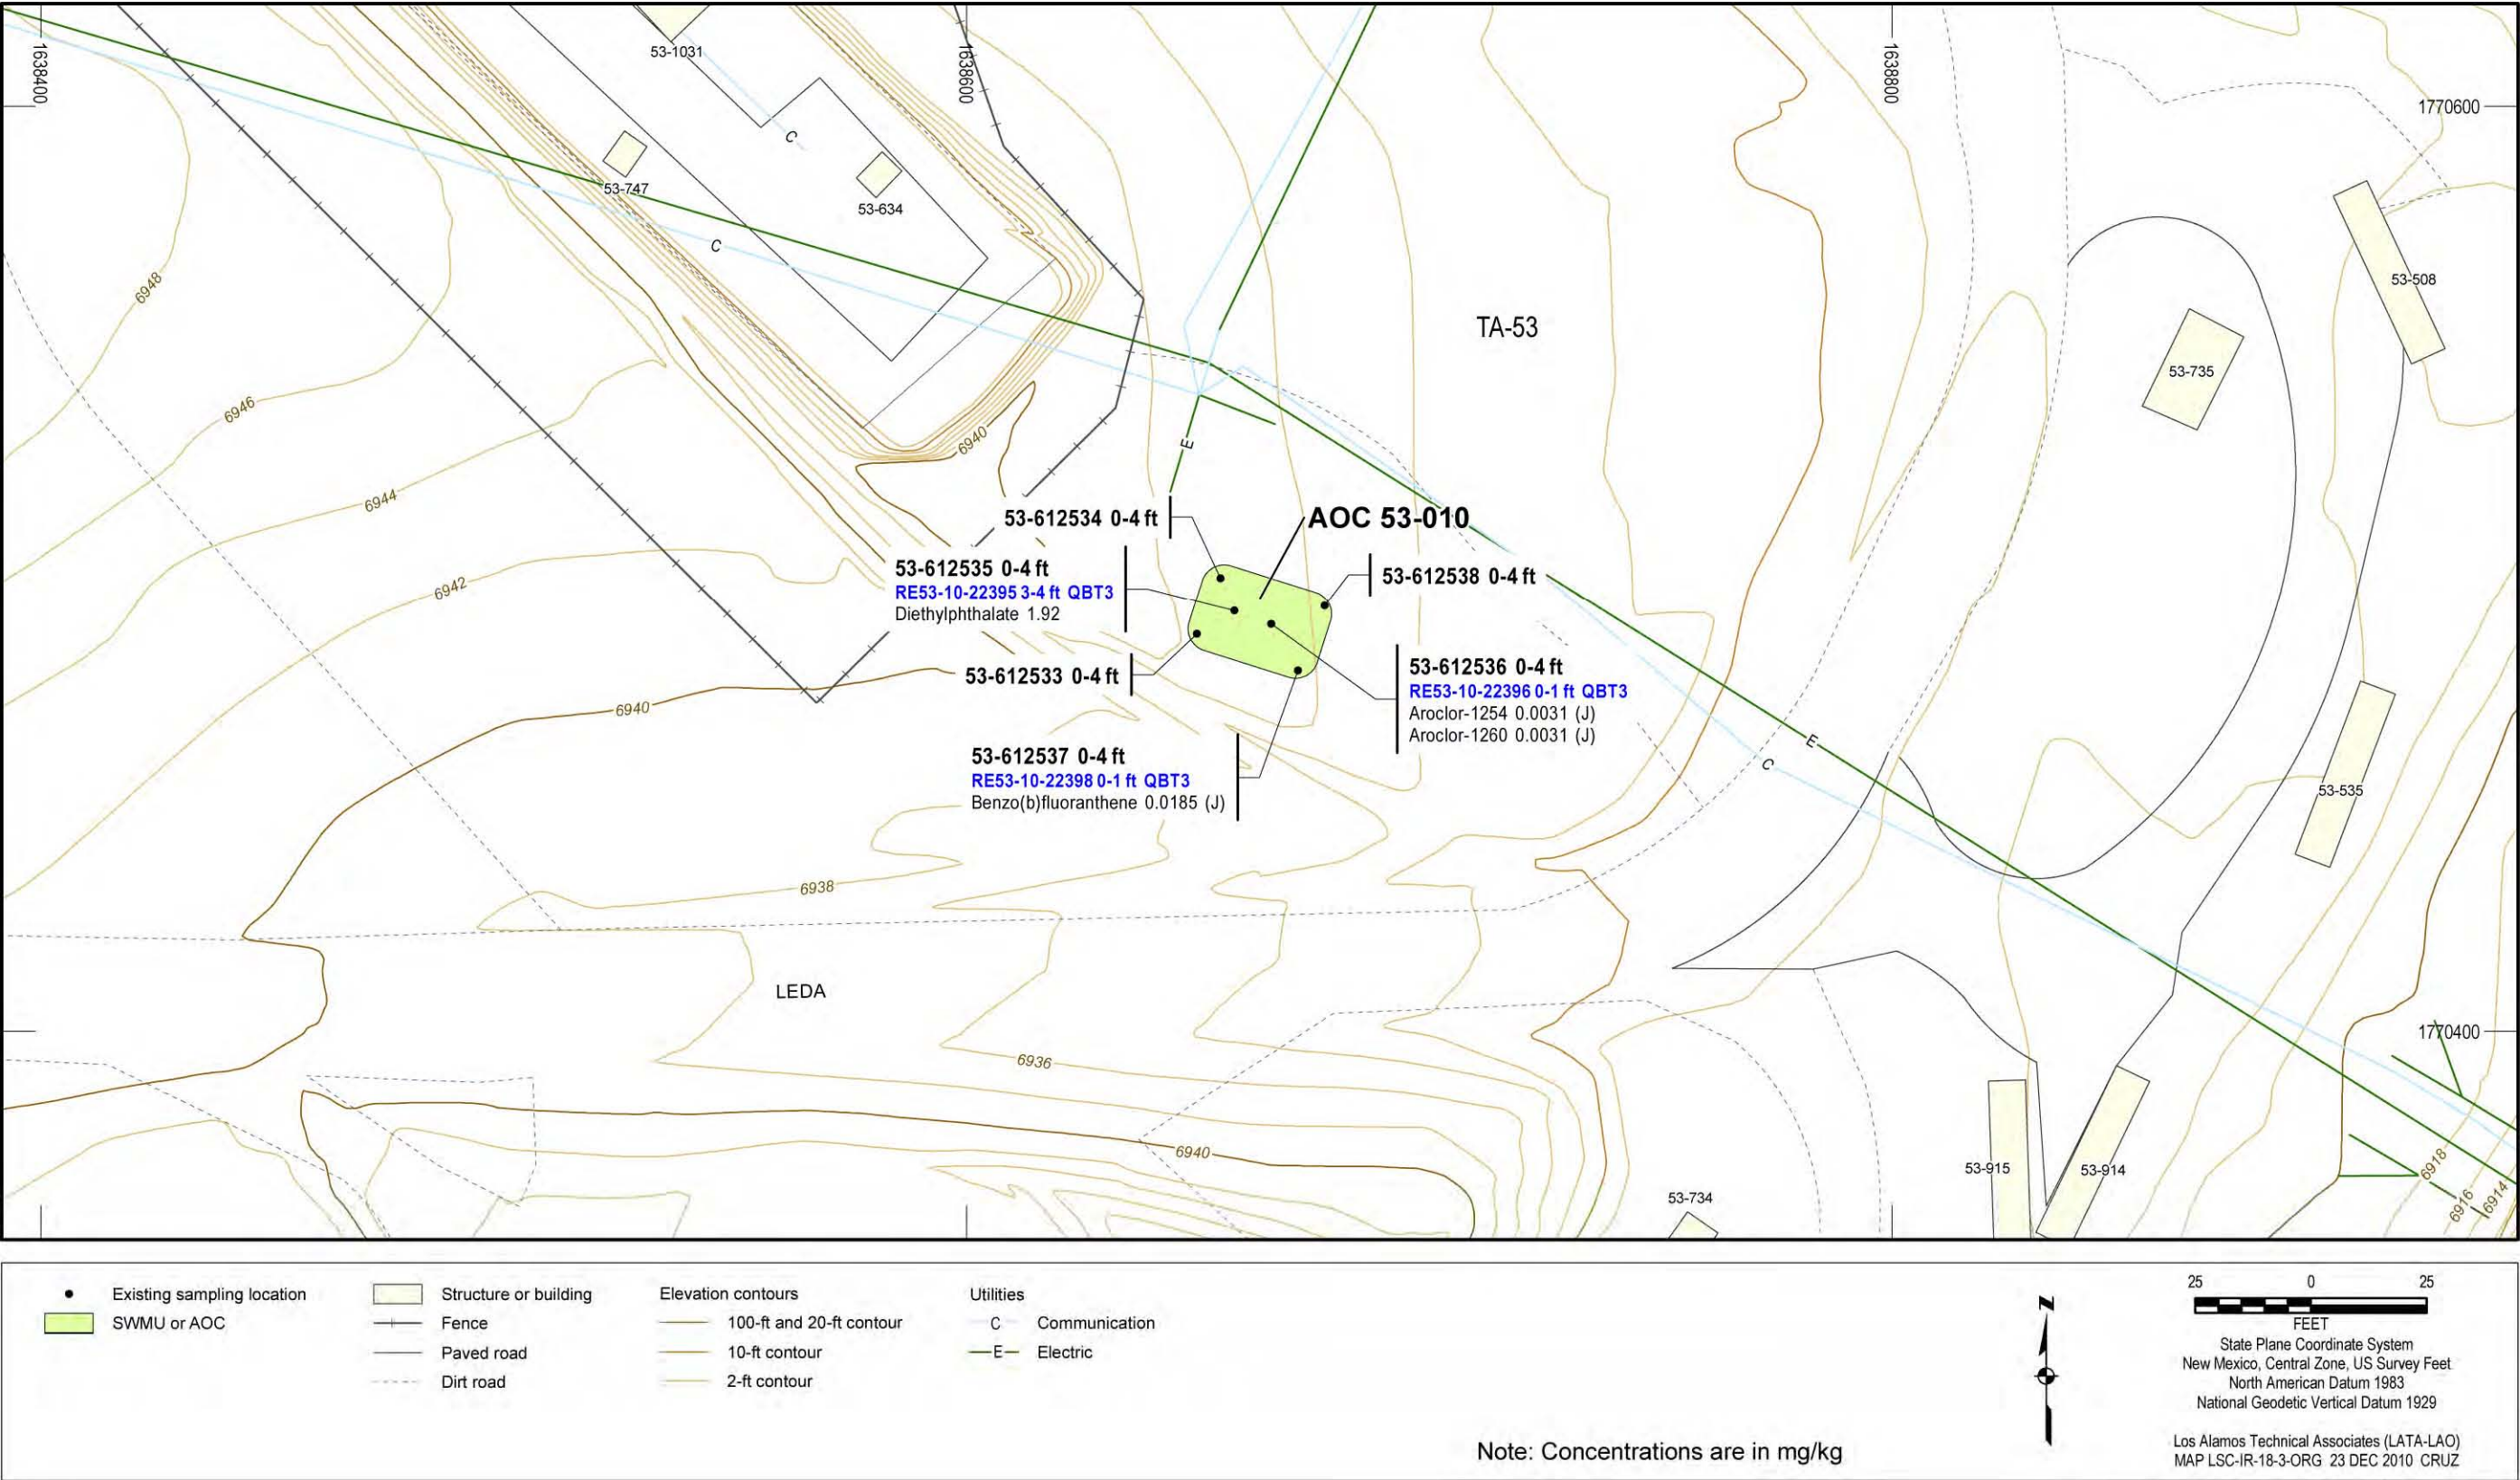 1638400
1638600
1638800
53-1031
1770600
C
53-747
53-634
C
53-508
6948
TA-53
53-735
6946
6940
E
6944
53-612534 0-4 ft
AOC 53-010
53-612535 0-4 ft
RE53-10-22395 3-4 ft QBT3
Diethylphthalate 1.92
53-612538 0-4 ft
6942
53-612533 0-4 ft
53-612536 0-4 ft
RE53-10-22396 0-1 ft QBT3
Aroclor-1254 0.0031 (J)
Aroclor-1260 0.0031 (J)
6940
E
C
53-612537 0-4 ft
RE53-10-22398 0-1 ft QBT3
Benzo(b)fluoranthene 0.0185 (J)
53-535
6938
LEDA
1770400
6936
6940
53-915
53-914
6918
6916
6914
53-734
Existing sampling location
SWMU or AOC
Structure or building
Fence
Paved road
Dirt road
Elevation contours
100-ft and 20-ft contour
10-ft contour
2-ft contour
Utilities
C Communication
E Electric
Note: Concentrations are in mg/kg
N
25 0 25
FEET
State Plane Coordinate System
New Mexico, Central Zone, US Survey Feet
North American Datum 1983
National Geodetic Vertical Datum 1929
Los Alamos Technical Associates (LATA-LAO)
MAP LSC-IR-18-3-ORG 23 DEC 2010 CRUZ